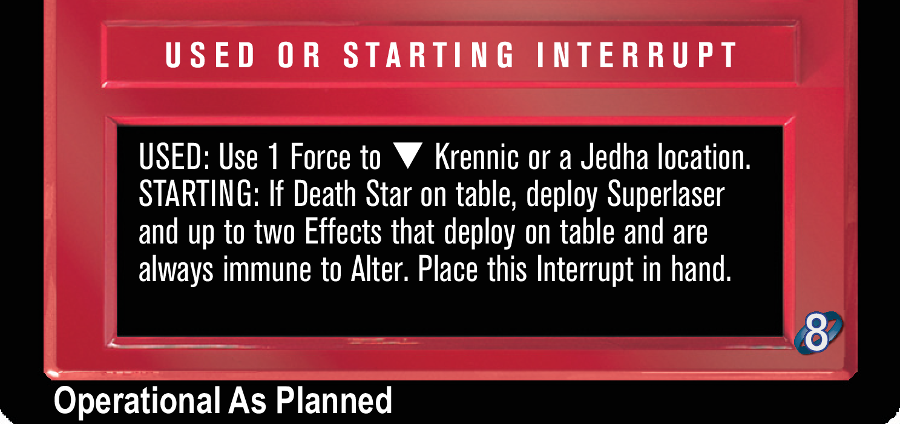 USED OR STARTING INTERRUPT
USED: Use 1 Force to ▼ Krennic or a Jedha location.
STARTING: If Death Star on table, deploy Superlaser
and up to two Effects that deploy on table and are
always immune to Alter. Place this Interrupt in hand.
8
Operational As Planned